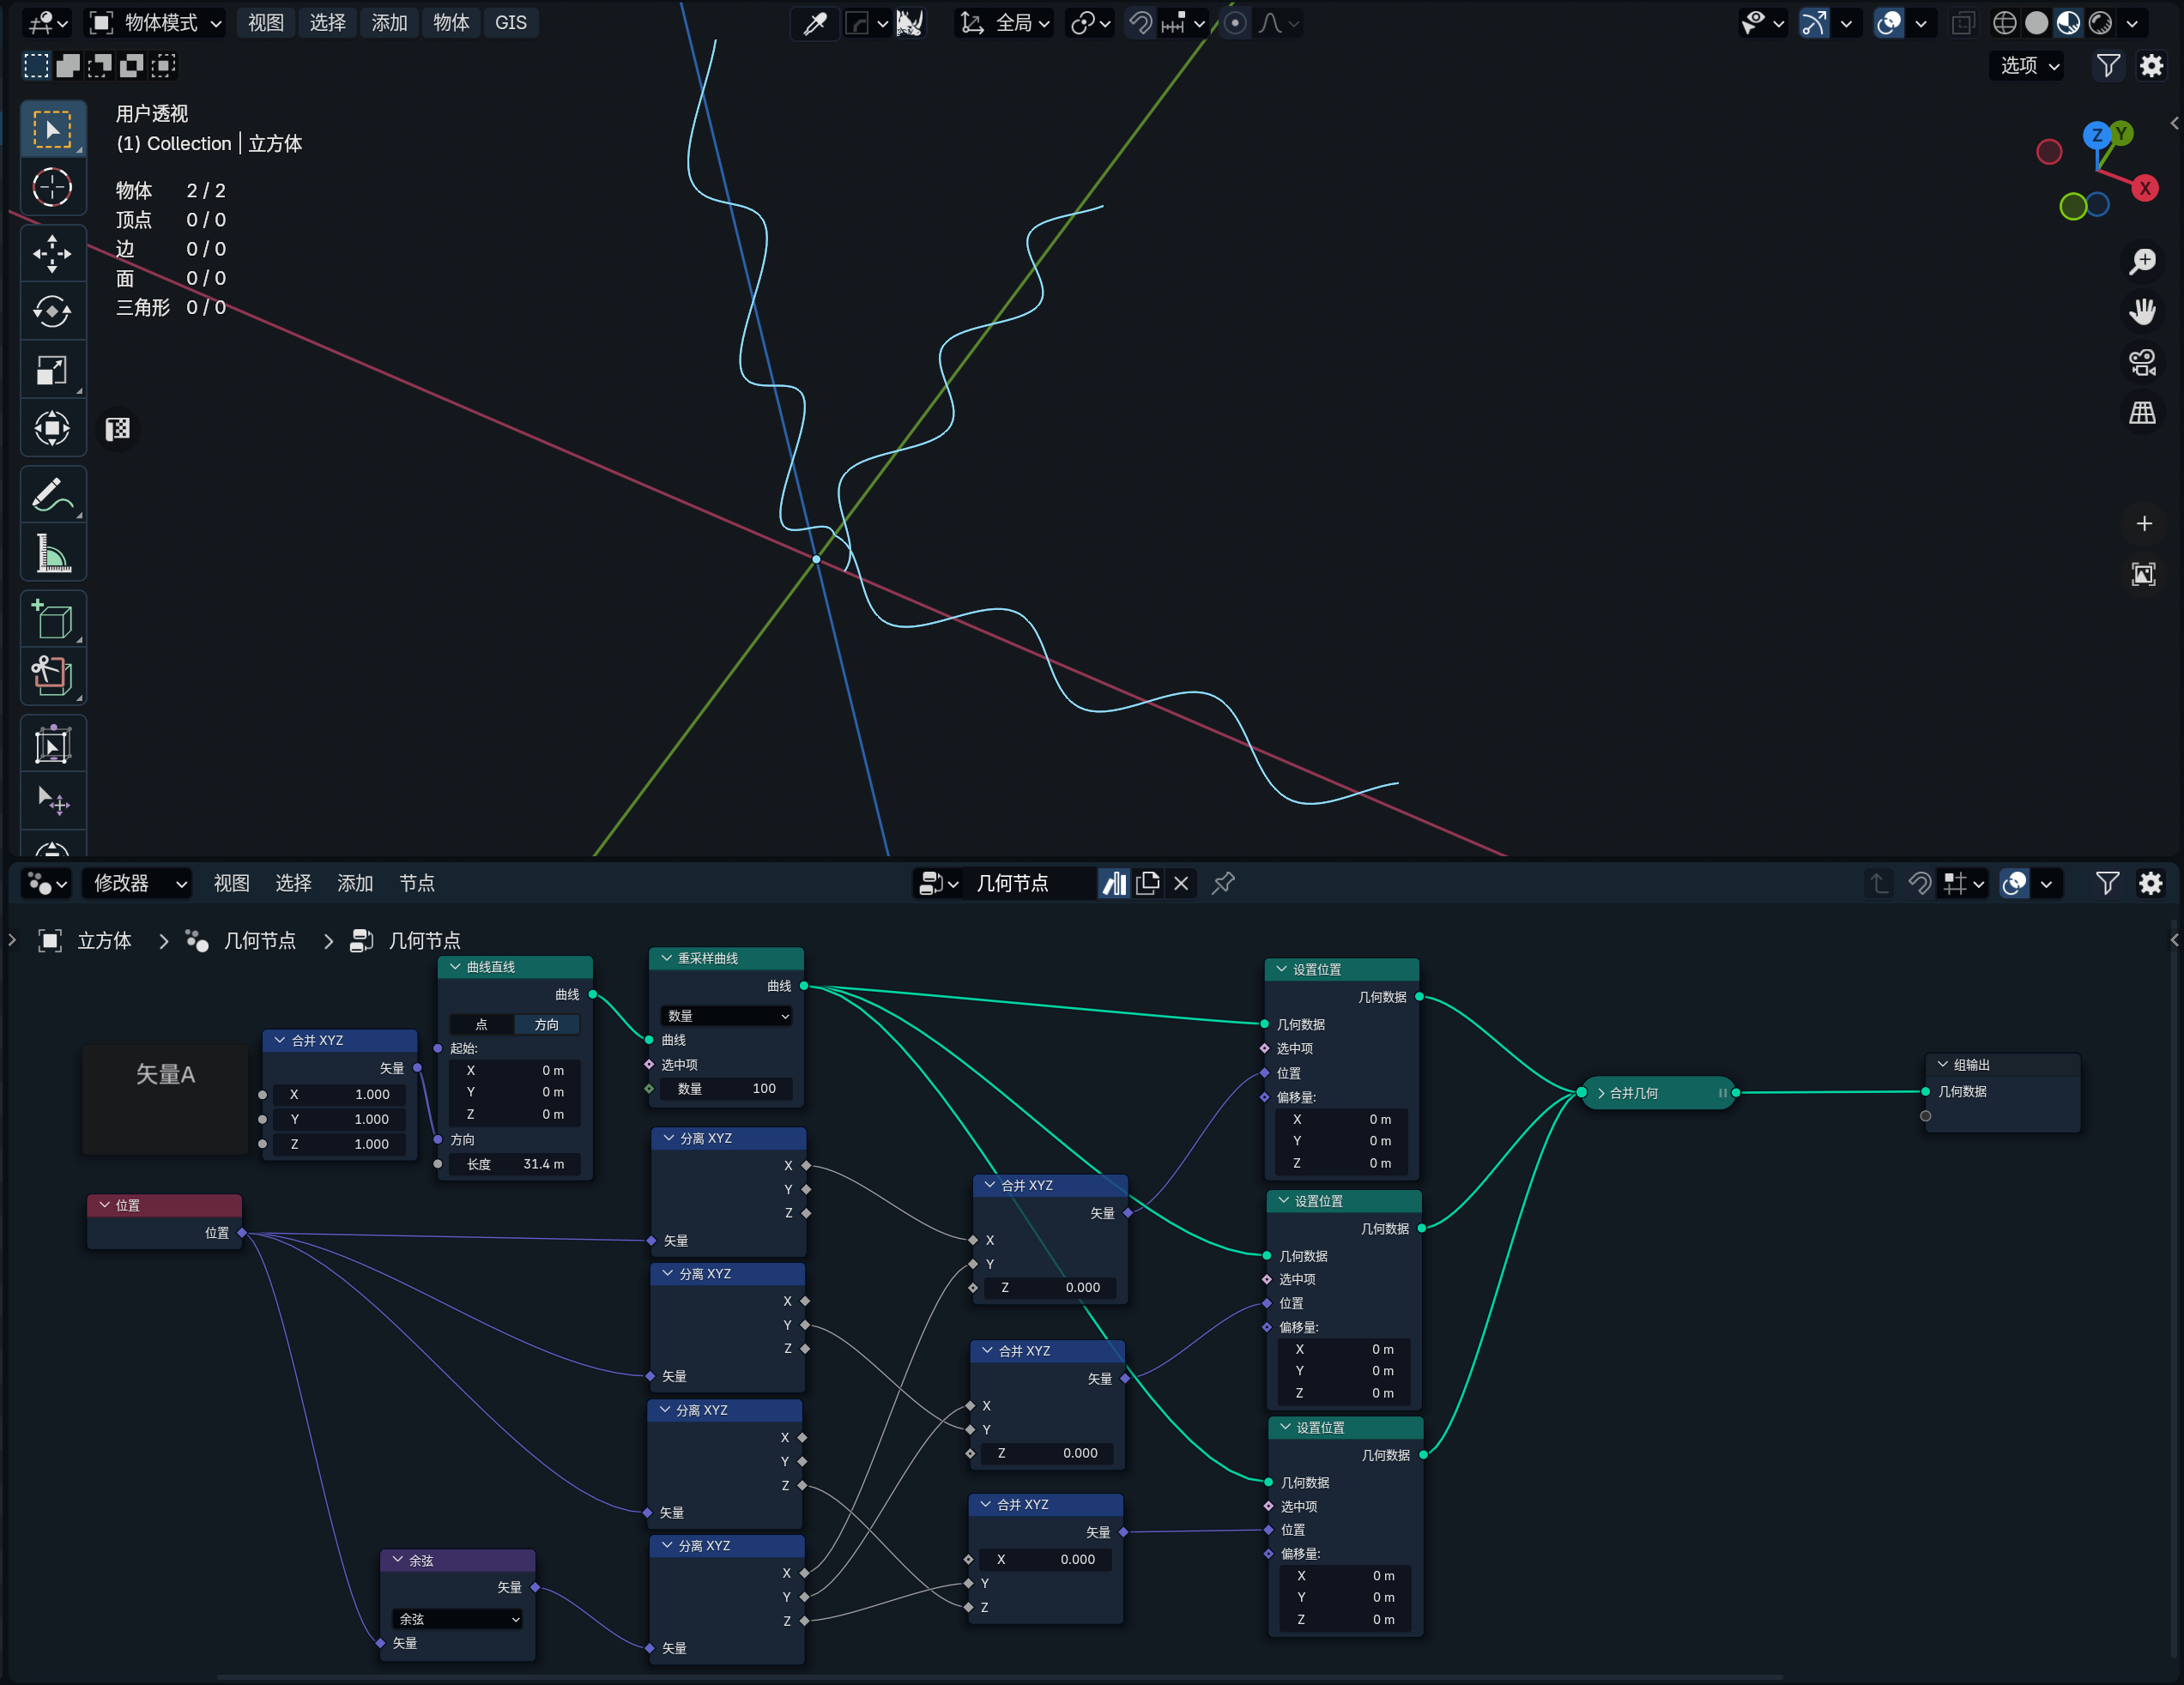 物体模式 视图 选择 添加 物体 GIS 全局
选项
用户透视
(1) Collection | 立方体
物体 2 / 2
顶点 0 / 0
边 0 / 0
面 0 / 0
三角形 0 / 0
Z Y
X
修改器 视图 选择 添加 节点 几何节点
立方体 几何节点 几何节点
矢量A
合并 XYZ
矢量
X 1.000
Y 1.000
Z 1.000
曲线直线
曲线
点 方向
起始:
X 0 m
Y 0 m
Z 0 m
方向
长度 31.4 m
重采样曲线
曲线
数量
曲线
选中项
数量 100
位置
位置
分离 XYZ
X
Y
Z
矢量
分离 XYZ
X
Y
Z
矢量
分离 XYZ
X
Y
Z
矢量
余弦
矢量
余弦
矢量
分离 XYZ
X
Y
Z
矢量
合并 XYZ
矢量
X
Y
Z 0.000
合并 XYZ
矢量
X
Y
Z 0.000
合并 XYZ
矢量
X 0.000
Y
Z
设置位置
几何数据
几何数据
选中项
位置
偏移量:
X 0 m
Y 0 m
Z 0 m
设置位置
几何数据
几何数据
选中项
位置
偏移量:
X 0 m
Y 0 m
Z 0 m
设置位置
几何数据
几何数据
选中项
位置
偏移量:
X 0 m
Y 0 m
Z 0 m
合并几何
组输出
几何数据